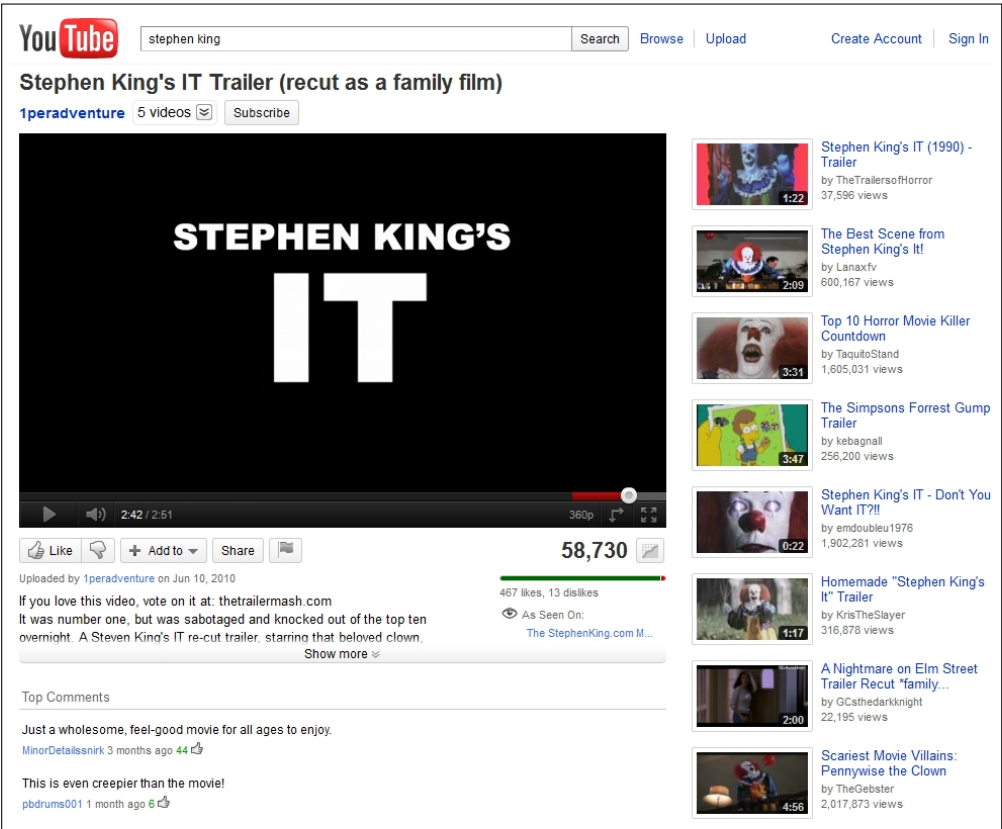 You Tube
stephen king
Search
Browse
Upload
Create Account
Sign In
Stephen King's IT Trailer (recut as a family film)
1peradventure
5 videos
Subscribe
STEPHEN KING'S
IT
2:42 / 2:51
360p
Like
Add to
Share
58,730
Uploaded by 1peradventure on Jun 10, 2010
467 likes, 13 dislikes
If you love this video, vote on it at: thetrailermash.com
It was number one, but was sabotaged and knocked out of the top ten
overnight. A Steven King's IT re-cut trailer, starring that beloved clown,
As Seen On:
The StephenKing.com M...
Show more
Top Comments
Just a wholesome, feel-good movie for all ages to enjoy.
MinorDetailssnirk 3 months ago 44
This is even creepier than the movie!
pbdrums001 1 month ago 6
1:22
Stephen King's IT (1990) -
Trailer
by TheTrailersofHorror
37,596 views
2:09
The Best Scene from
Stephen King's It!
by Lanaxfv
600,167 views
3:31
Top 10 Horror Movie Killer
Countdown
by TaquitoStand
1,605,031 views
3:47
The Simpsons Forrest Gump
Trailer
by kebagnall
256,200 views
0:22
Stephen King's IT - Don't You
Want IT?!!
by emdoubleu1976
1,902,281 views
1:17
Homemade "Stephen King's
It" Trailer
by KrisTheSlayer
316,878 views
2:00
A Nightmare on Elm Street
Trailer Recut *family...
by GCsthedarkknight
22,195 views
4:56
Scariest Movie Villains:
Pennywise the Clown
by TheGebster
2,017,873 views